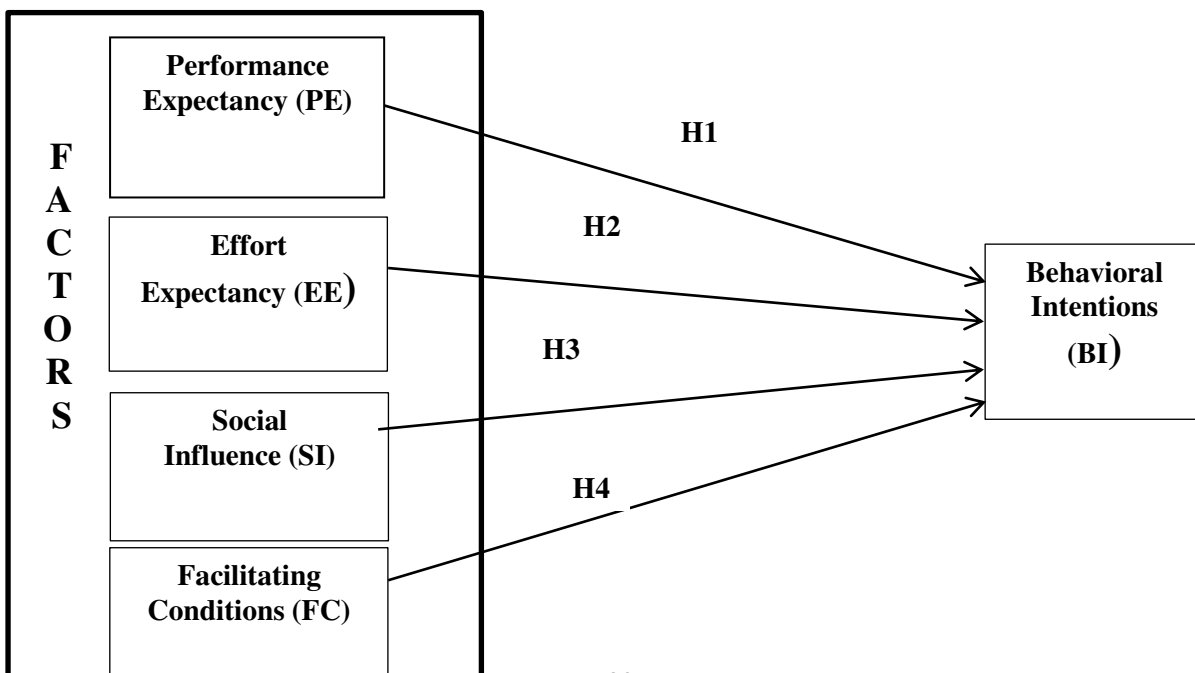 Performance
Expectancy (PE)
H1
FACTORS
H2
Effort
Expectancy (EE)
Behavioral
Intentions
(BI)
H3
Social
Influence (SI)
H4
Facilitating
Conditions (FC)